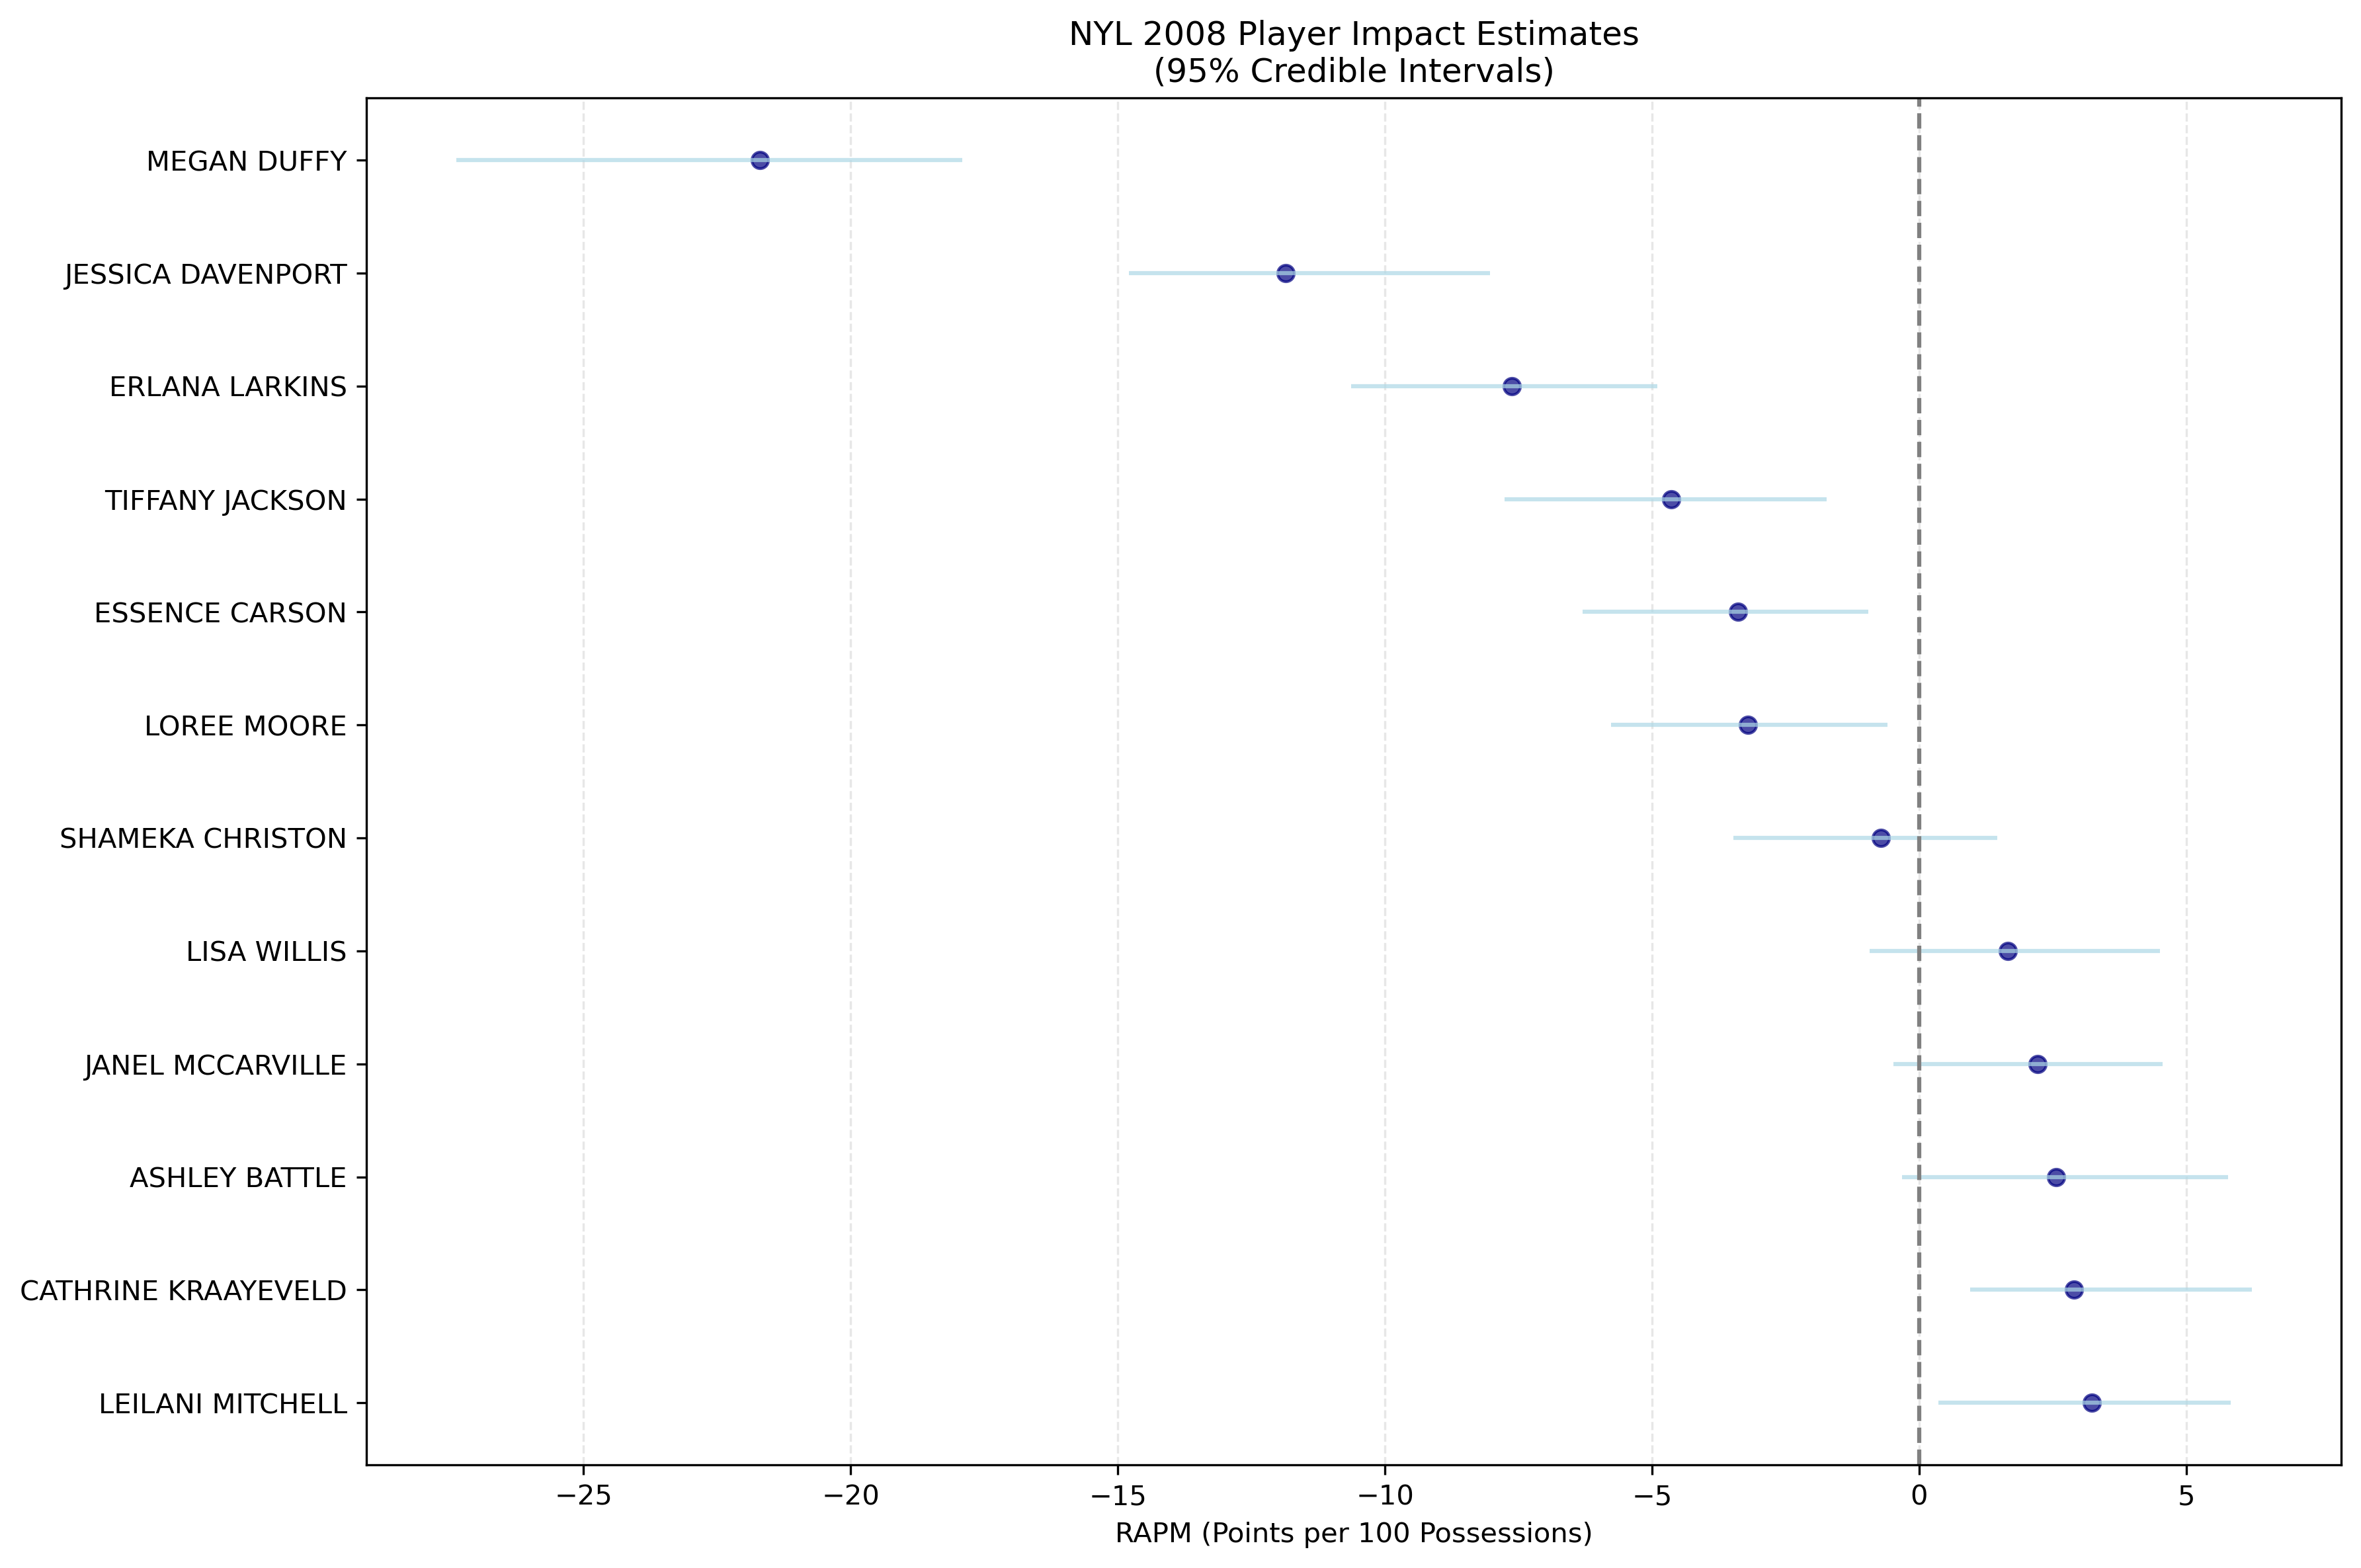 NYL 2008 Player Impact Estimates
(95% Credible Intervals)
MEGAN DUFFY
JESSICA DAVENPORT
ERLANA LARKINS
TIFFANY JACKSON
ESSENCE CARSON
LOREE MOORE
SHAMEKA CHRISTON
LISA WILLIS
JANEL MCCARVILLE
ASHLEY BATTLE
CATHRINE KRAAYEVELD
LEILANI MITCHELL
−25 −20 −15 −10 −5 0 5
RAPM (Points per 100 Possessions)